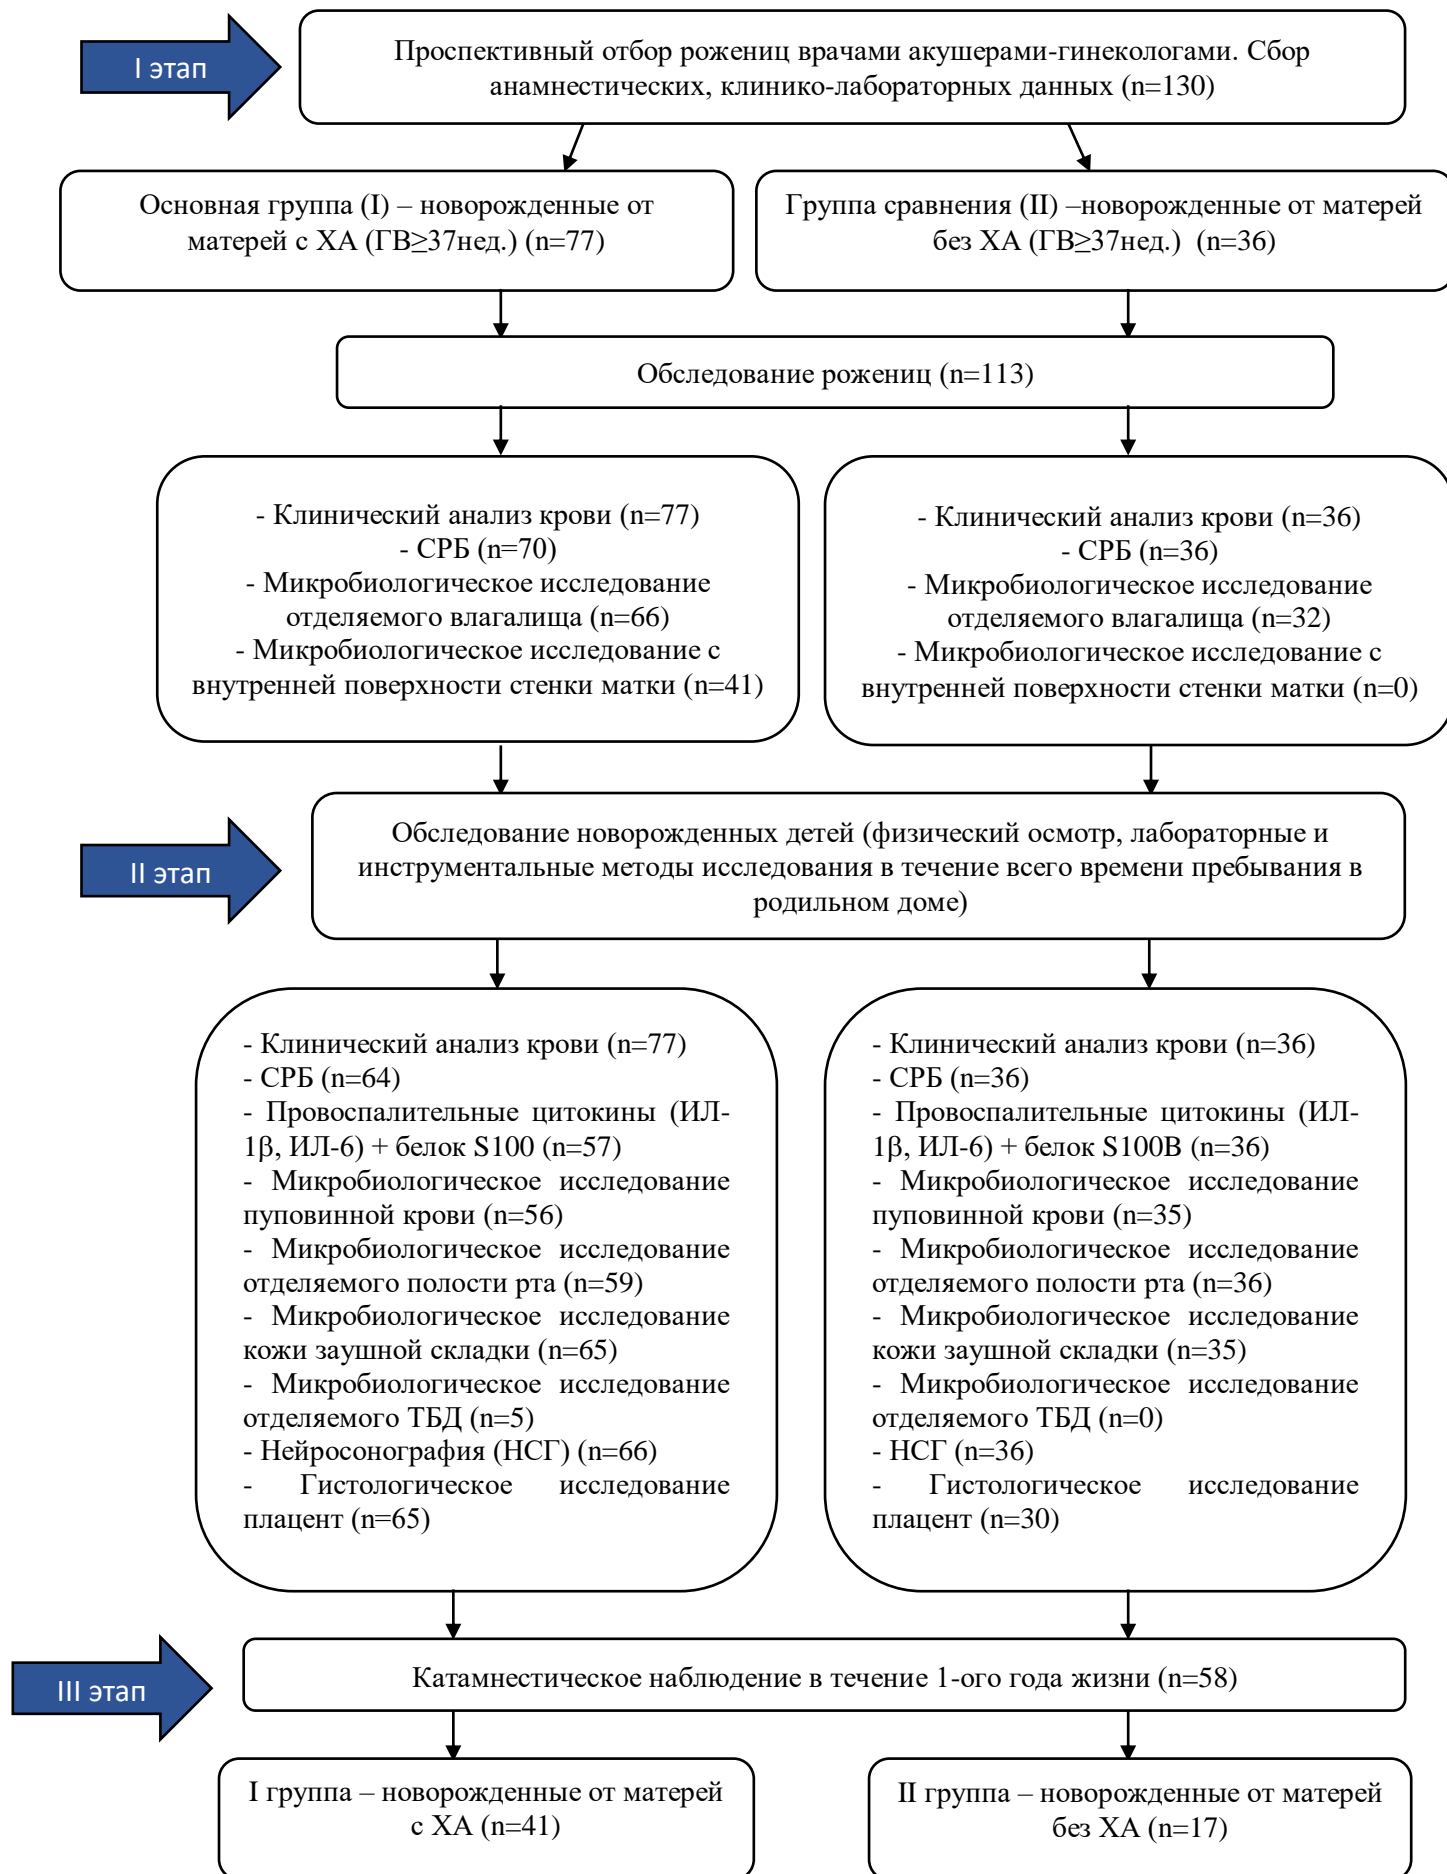 I этап
Проспективный отбор рожениц врачами акушерами-гинекологами. Сбор
анамнестических, клинико-лабораторных данных (n=130)
Основная группа (I) – новорожденные от
матерей с ХА (ГВ≥37нед.) (n=77)
Группа сравнения (II) –новорожденные от матерей
без ХА (ГВ≥37нед.) (n=36)
Обследование рожениц (n=113)
- Клинический анализ крови (n=77)
- СРБ (n=70)
- Микробиологическое исследование
отделяемого влагалища (n=66)
- Микробиологическое исследование с
внутренней поверхности стенки матки (n=41)
- Клинический анализ крови (n=36)
- СРБ (n=36)
- Микробиологическое исследование
отделяемого влагалища (n=32)
- Микробиологическое исследование с
внутренней поверхности стенки матки (n=0)
II этап
Обследование новорожденных детей (физический осмотр, лабораторные и
инструментальные методы исследования в течение всего времени пребывания в
родильном доме)
- Клинический анализ крови (n=77)
- СРБ (n=64)
- Провоспалительные цитокины (ИЛ-
1β, ИЛ-6) + белок S100 (n=57)
- Микробиологическое исследование
пуповинной крови (n=56)
- Микробиологическое исследование
отделяемого полости рта (n=59)
- Микробиологическое исследование
кожи заушной складки (n=65)
- Микробиологическое исследование
отделяемого ТБД (n=5)
- Нейросонография (НСГ) (n=66)
- Гистологическое исследование
плацент (n=65)
- Клинический анализ крови (n=36)
- СРБ (n=36)
- Провоспалительные цитокины (ИЛ-
1β, ИЛ-6) + белок S100B (n=36)
- Микробиологическое исследование
пуповинной крови (n=35)
- Микробиологическое исследование
отделяемого полости рта (n=36)
- Микробиологическое исследование
кожи заушной складки (n=35)
- Микробиологическое исследование
отделяемого ТБД (n=0)
- НСГ (n=36)
- Гистологическое исследование
плацент (n=30)
III этап
Катамнестическое наблюдение в течение 1-ого года жизни (n=58)
I группа – новорожденные от матерей
с ХА (n=41)
II группа – новорожденные от матерей
без ХА (n=17)